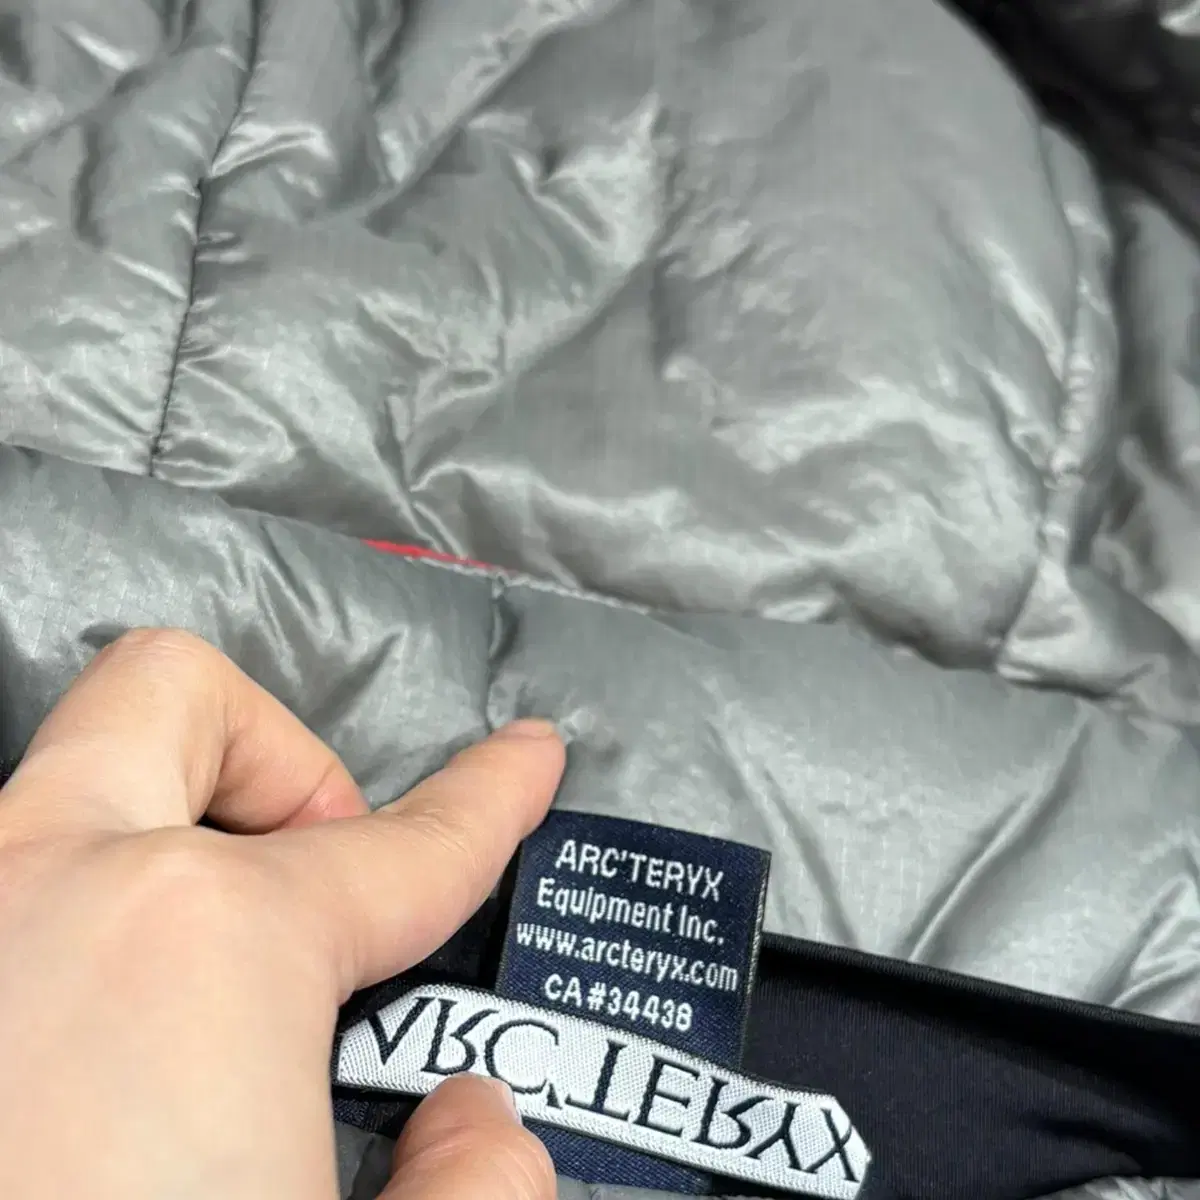 ARC'TERYX
Equipment Inc.
www.arcteryx.com
CA#34438
ARC'TERYX